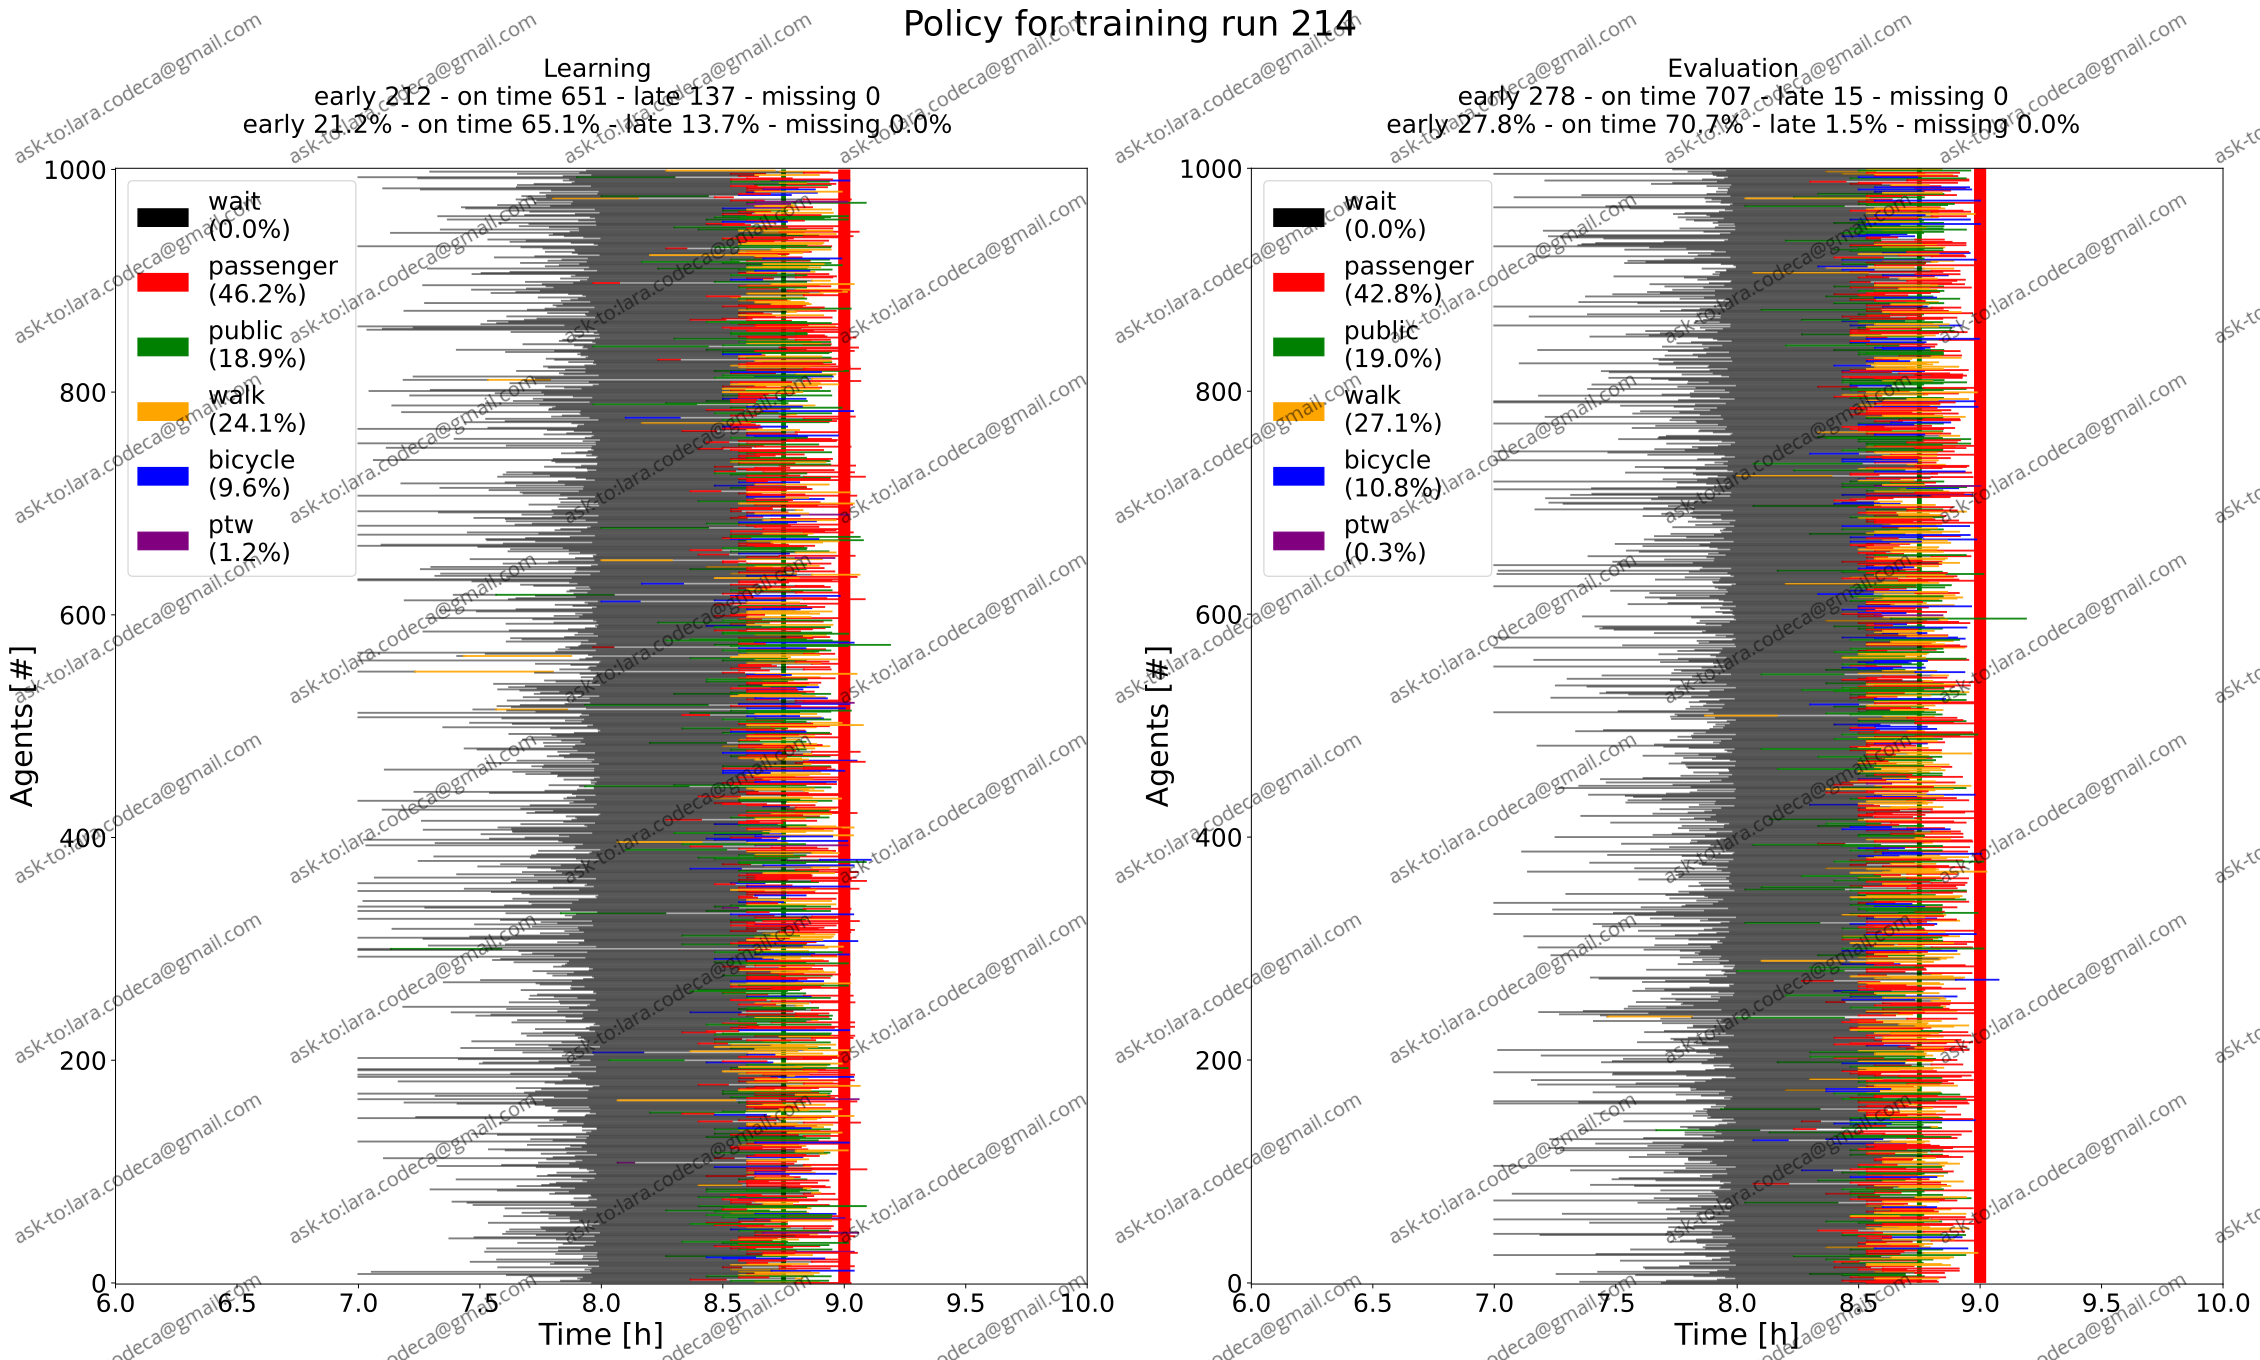 Policy for training run 214
Learning
early 212 - on time 651 - late 137 - missing 0
early 21.2% - on time 65.1% - late 13.7% - missing 0.0%
1000
800
600
400
200
0
Agents [#]
wait
(0.0%)
passenger
(46.2%)
public
(18.9%)
walk
(24.1%)
bicycle
(9.6%)
ptw
(1.2%)
6.0 6.5 7.0 7.5 8.0 8.5 9.0 9.5 10.0
Time [h]
Evaluation
early 278 - on time 707 - late 15 - missing 0
early 27.8% - on time 70.7% - late 1.5% - missing 0.0%
1000
800
600
400
200
0
Agents [#]
wait
(0.0%)
passenger
(42.8%)
public
(19.0%)
walk
(27.1%)
bicycle
(10.8%)
ptw
(0.3%)
6.0 6.5 7.0 7.5 8.0 8.5 9.0 9.5 10.0
Time [h]
ask-to:lara.codeca@gmail.com